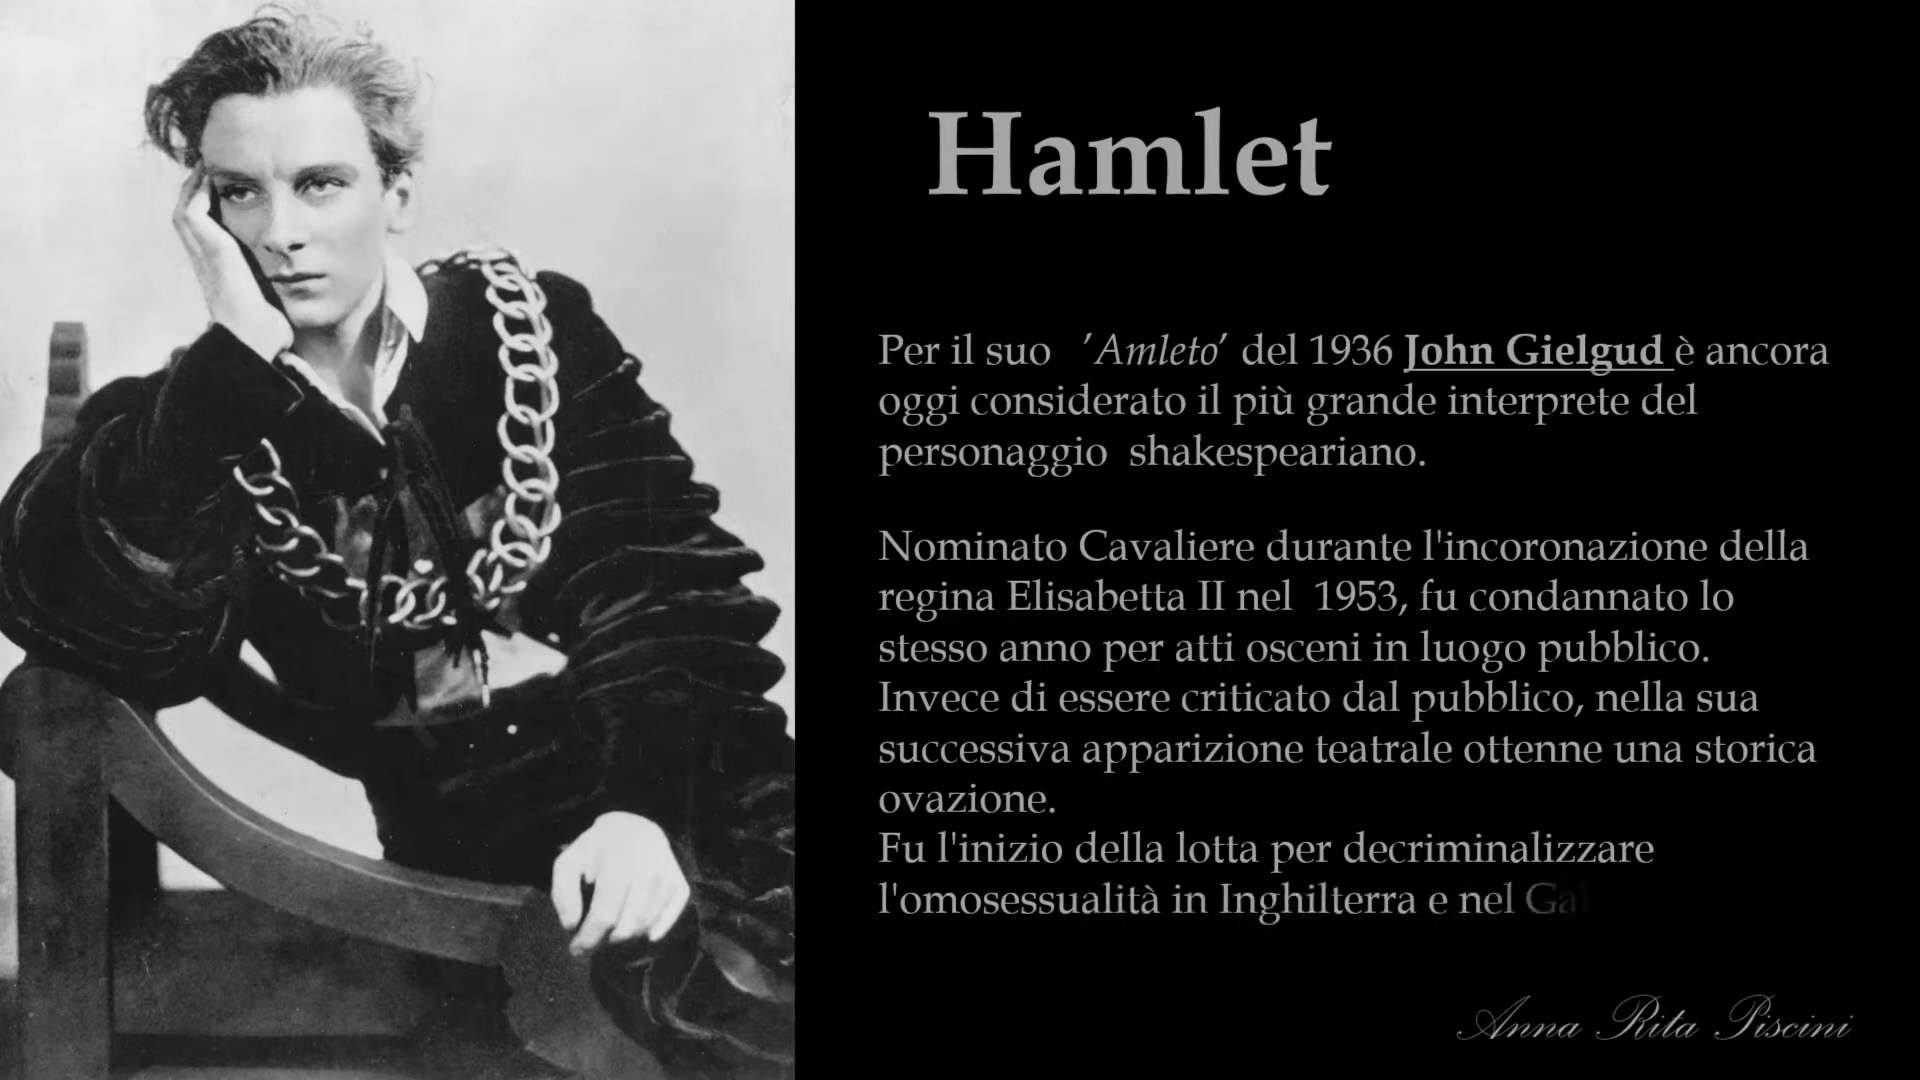 Hamlet
Per il suo 'Amleto' del 1936 John Gielgud è ancora
oggi considerato il più grande interprete del
personaggio shakespeariano.
Nominato Cavaliere durante l'incoronazione della
regina Elisabetta II nel 1953, fu condannato lo
stesso anno per atti osceni in luogo pubblico.
Invece di essere criticato dal pubblico, nella sua
successiva apparizione teatrale ottenne una storica
ovazione.
Fu l'inizio della lotta per decriminalizzare
l'omosessualità in Inghilterra e nel
Anna Rita Piscini